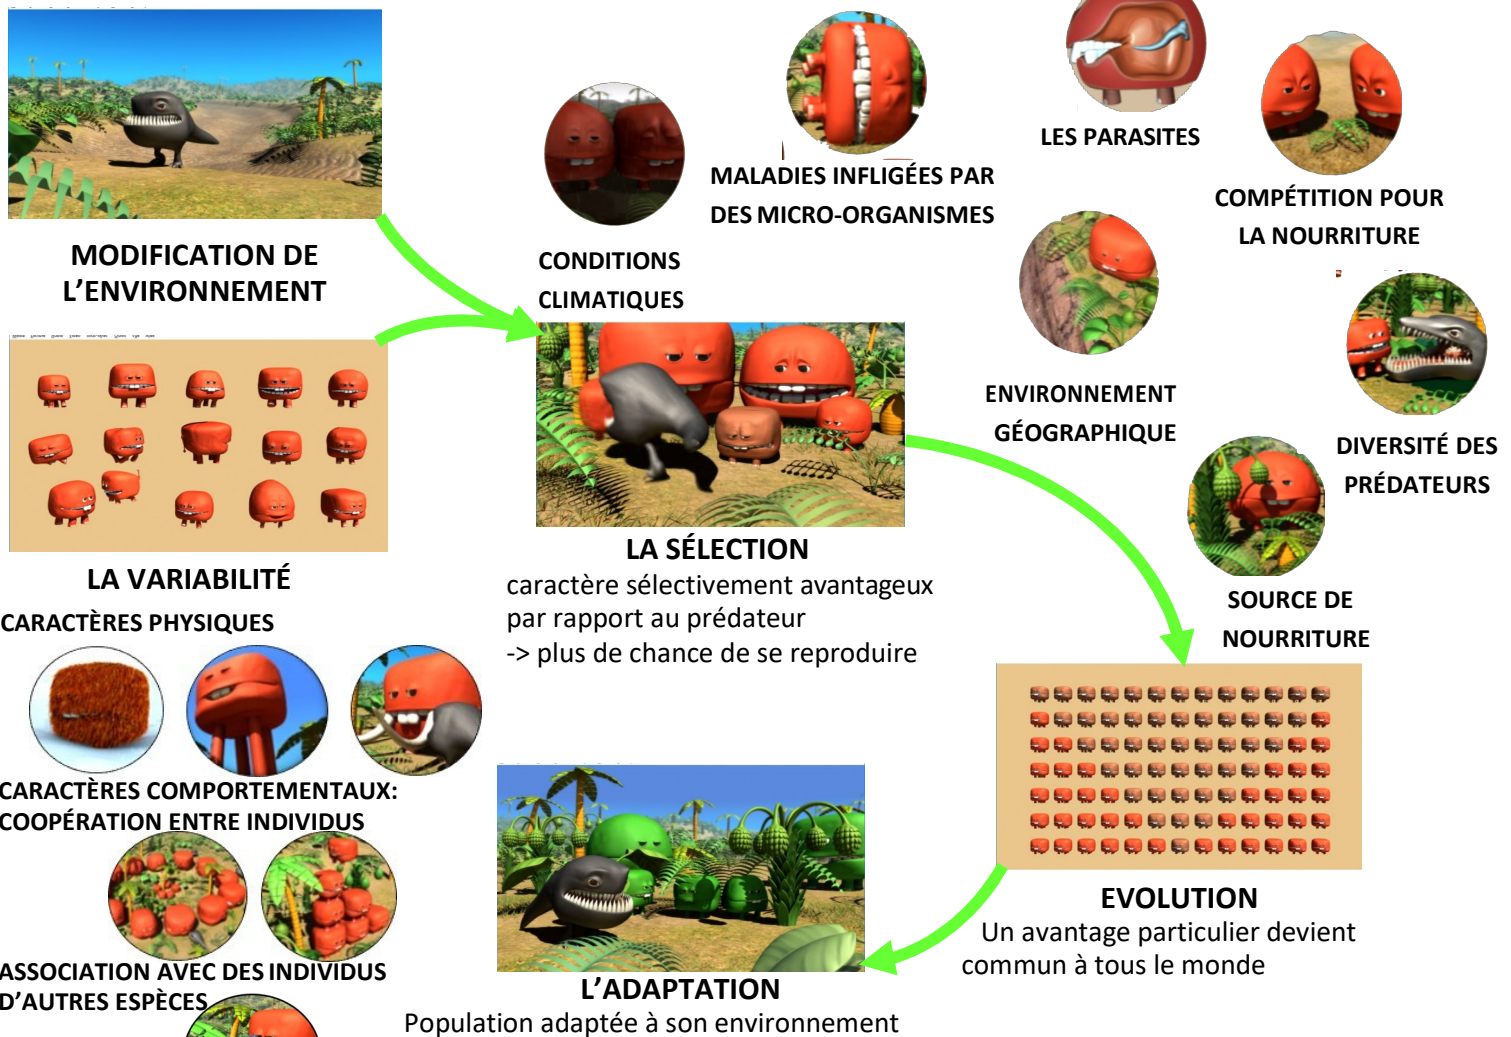 LES PARASITES
MALADIES INFLIGÉES PAR
DES MICRO-ORGANISMES
COMPÉTITION POUR
LA NOURRITURE
MODIFICATION DE
L’ENVIRONNEMENT
CONDITIONS
CLIMATIQUES
ENVIRONNEMENT
GÉOGRAPHIQUE
DIVERSITÉ DES
PRÉDATEURS
LA SÉLECTION
caractère sélectivement avantageux
par rapport au prédateur
-> plus de chance de se reproduire
SOURCE DE
NOURRITURE
LA VARIABILITÉ
CARACTÈRES PHYSIQUES
CARACTÈRES COMPORTEMENTAUX:
COOPÉRATION ENTRE INDIVIDUS
ASSOCIATION AVEC DES INDIVIDUS
D’AUTRES ESPÈCES
EVOLUTION
Un avantage particulier devient
commun à tous le monde
L’ADAPTATION
Population adaptée à son environnement